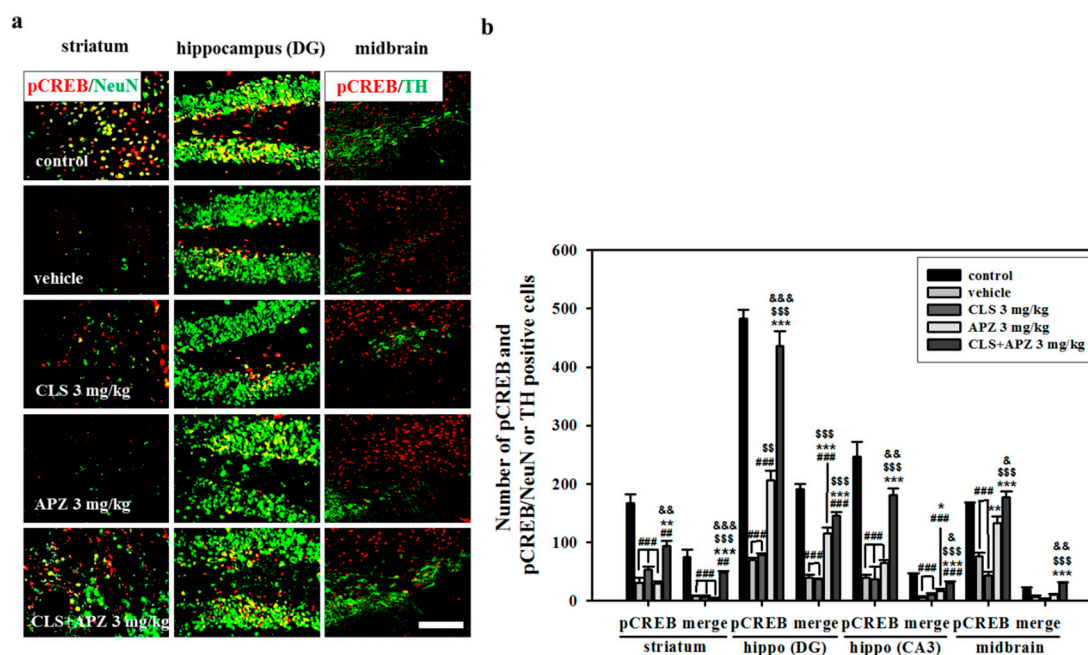 a
striatum hippocampus (DG) midbrain
pCREB/NeuN pCREB/TH
control
vehicle
CLS 3 mg/kg
APZ 3 mg/kg
CLS+APZ 3 mg/kg
b
Number of pCREB and
pCREB/NeuN or TH positive cells
600
500
400
300
200
100
0
control
vehicle
CLS 3 mg/kg
APZ 3 mg/kg
CLS+APZ 3 mg/kg
###
&&
**
##
###
&&&
$$$
***
##
###
$$
###
&&&
$$$
***
###
$$$
***
###
$$$
***
###
###
&&
$$$
***
###
*
###
&
$$$
***
###
###
**
&
$$$
***
&&
$$$
***
pCREB merge pCREB merge pCREB merge pCREB merge
striatum hippo (DG) hippo (CA3) midbrain